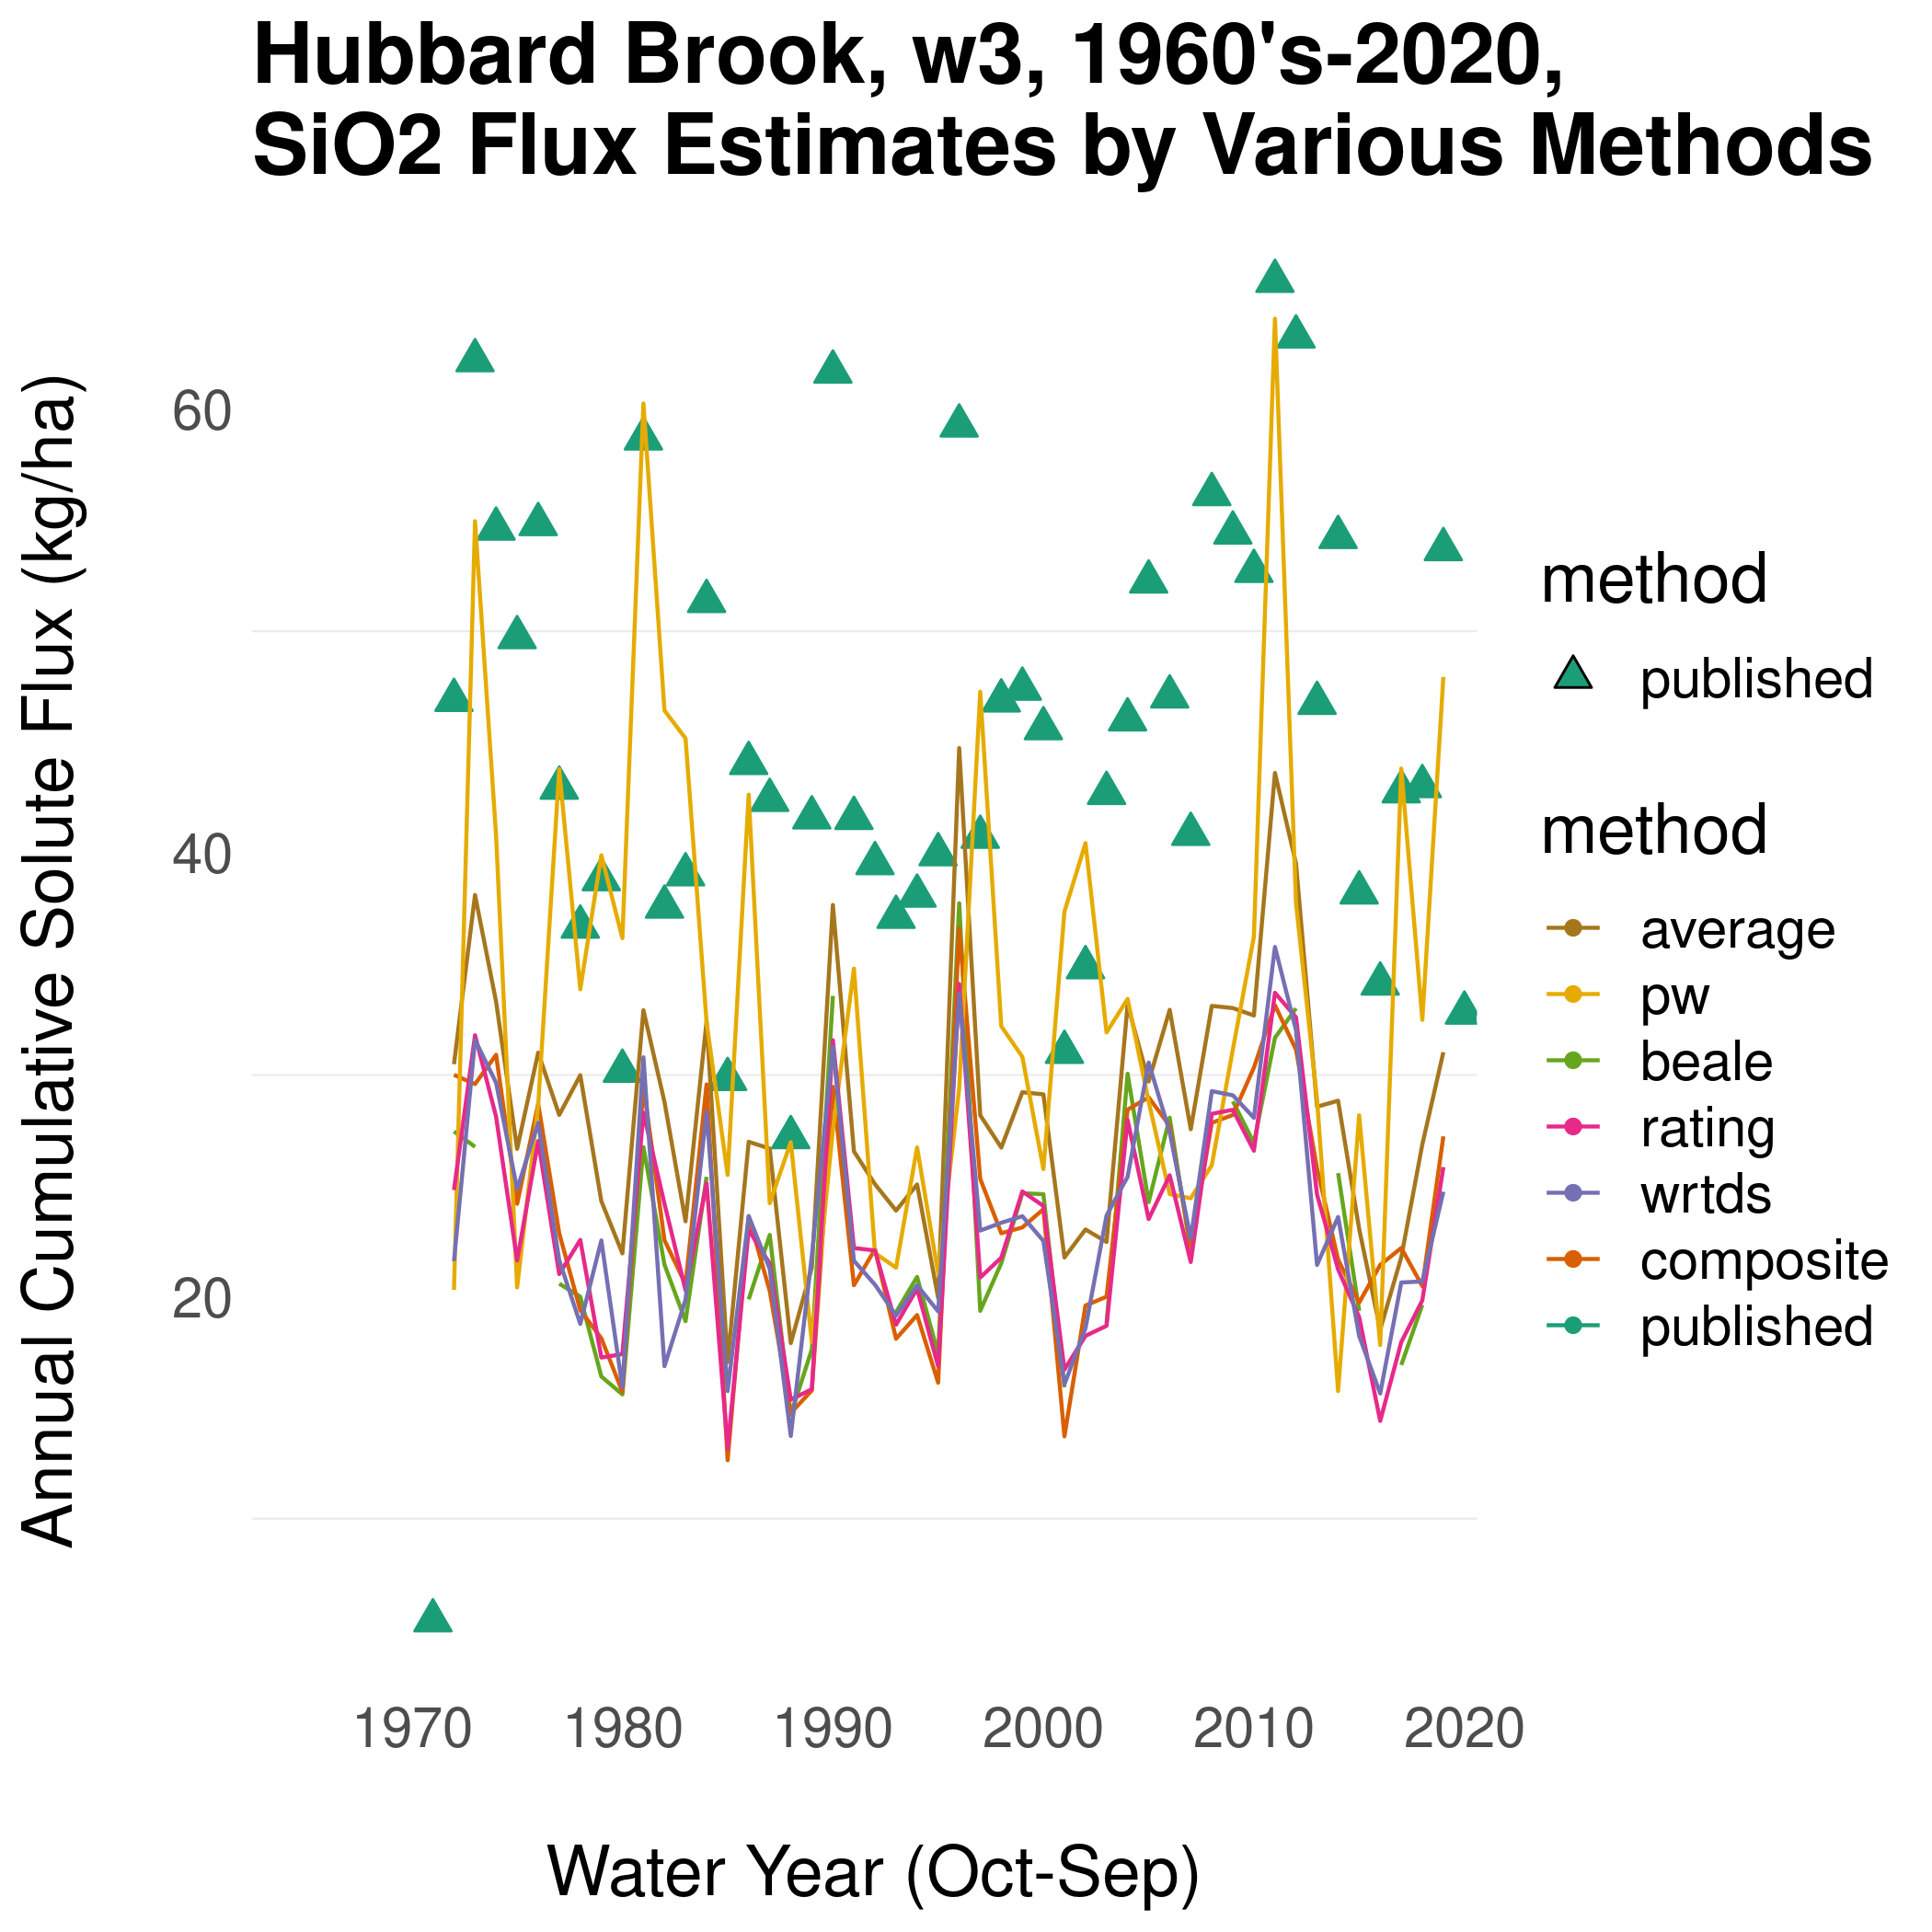 Hubbard Brook, w3, 1960's-2020,
SiO2 Flux Estimates by Various Methods
Annual Cumulative Solute Flux (kg/ha)
60
40
20
1970 1980 1990 2000 2010 2020
Water Year (Oct-Sep)
method
published
method
average
pw
beale
rating
wrtds
composite
published